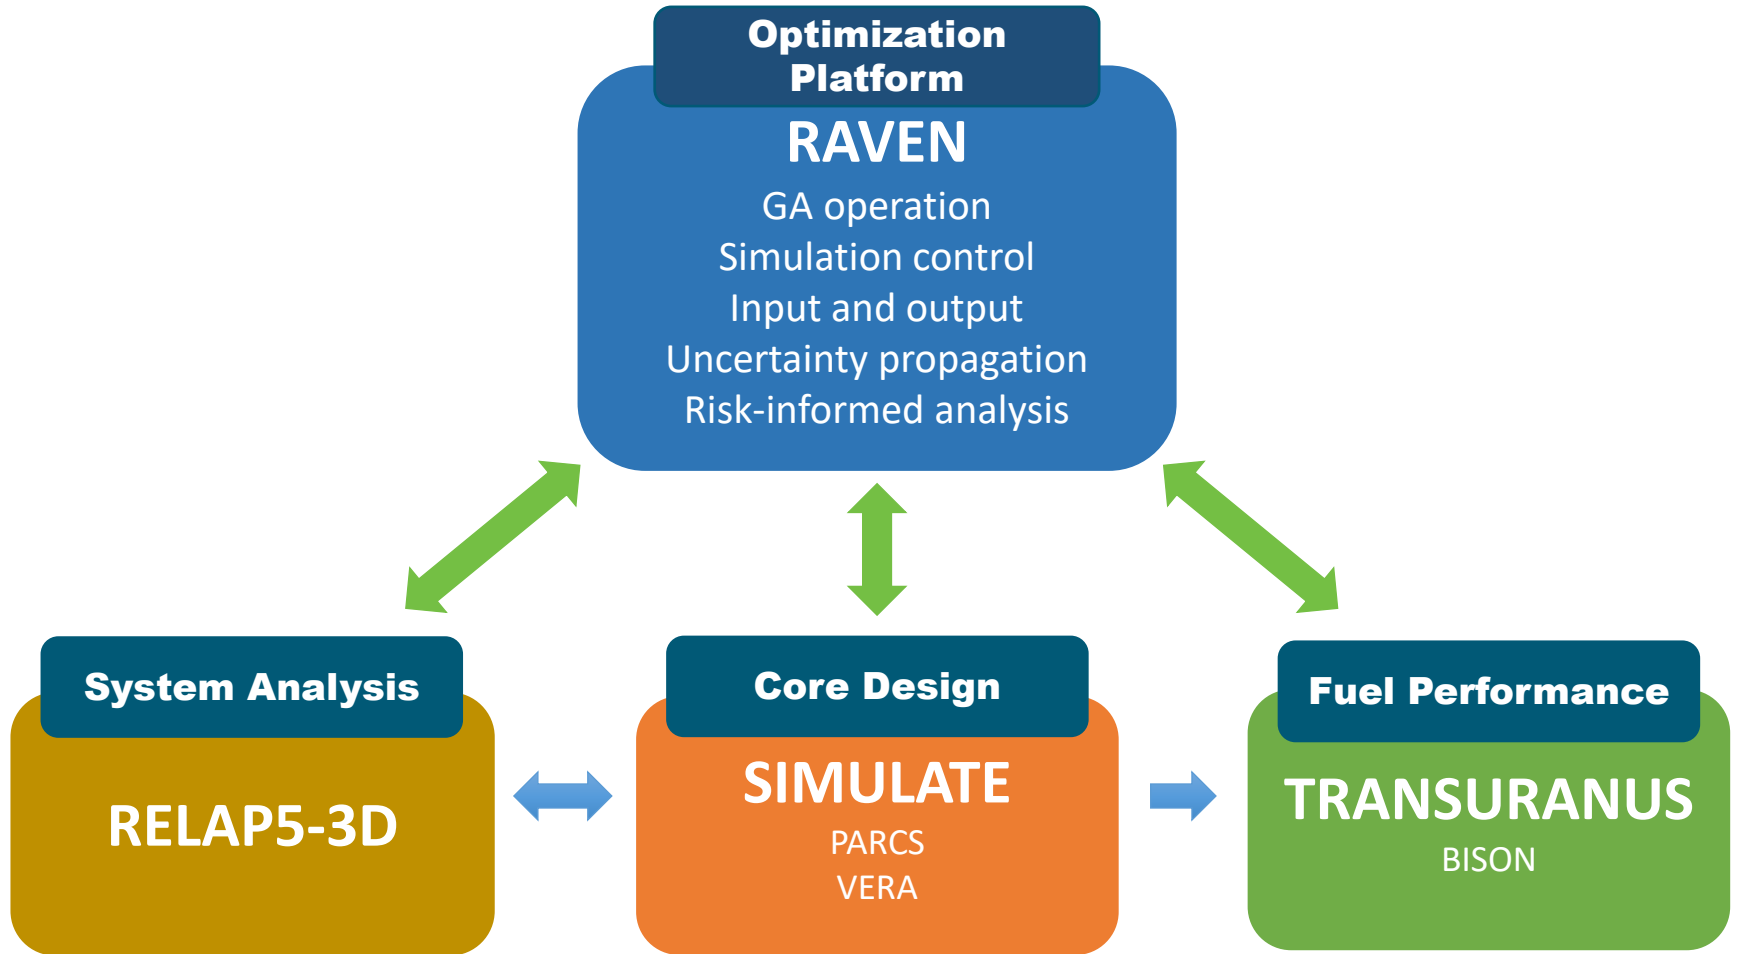 Optimization
Platform
RAVEN
GA operation
Simulation control
Input and output
Uncertainty propagation
Risk-informed analysis
System Analysis
RELAP5-3D
Core Design
SIMULATE
PARCS
VERA
Fuel Performance
TRANSURANUS
BISON